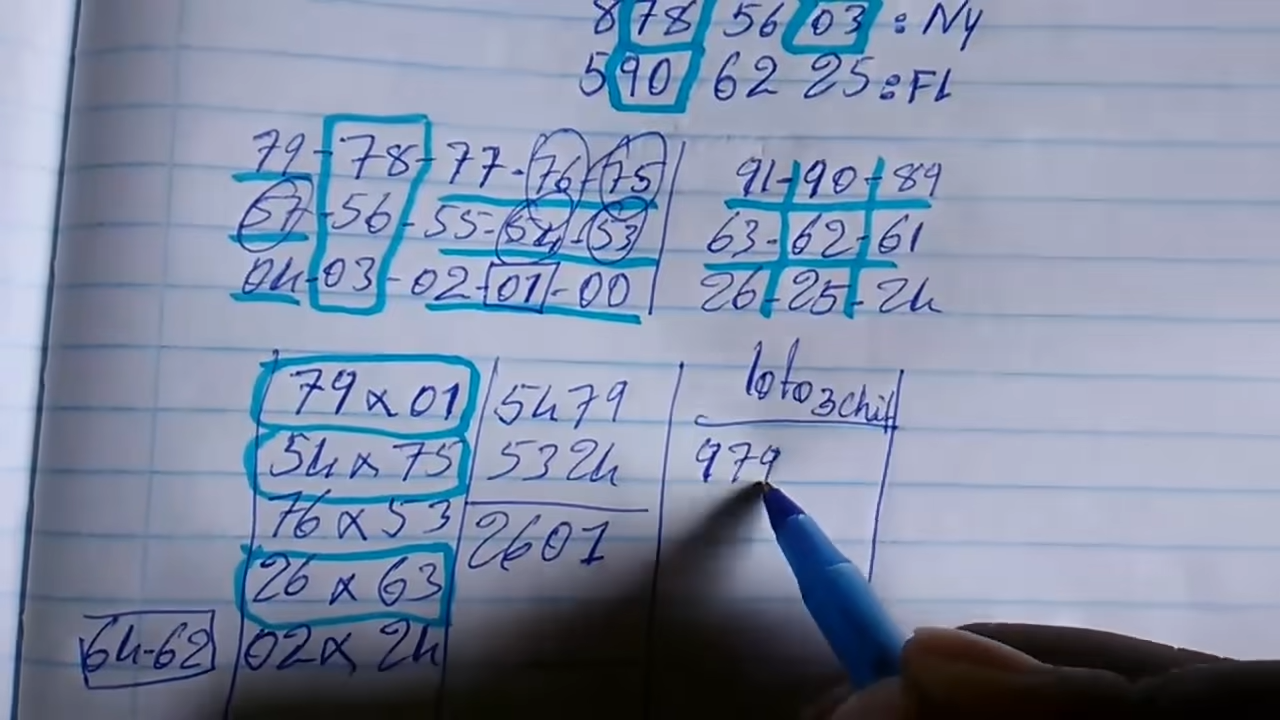 878 56 03 : Ny
590 62 25 : FL
79-78-77-76-75
57-56-55-54-53
04-03-02-01-00
91-90-89
63-62-61
26-25-24
79x01
54x75
76x53
26x63
64-62 02x24
5479
5324
2601
loto3chif
979